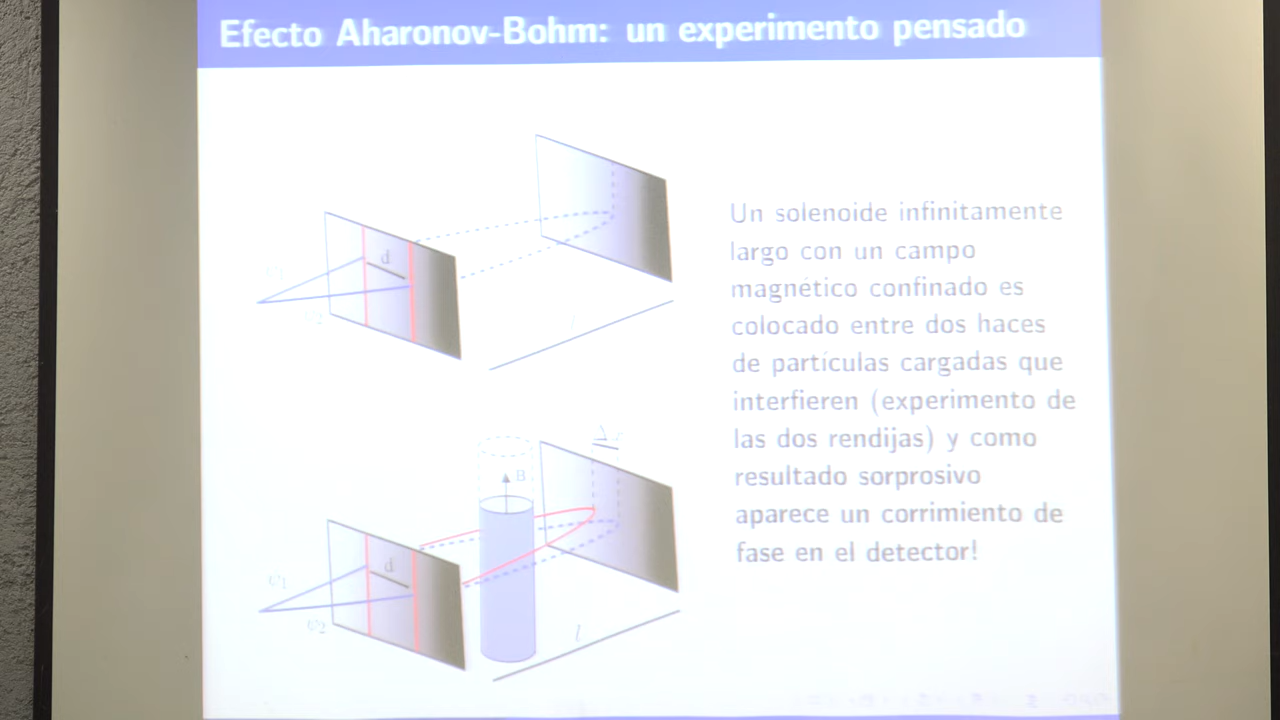 Efecto Aharonov-Bohm: un experimento pensado
d
l
Un solenoide infinitamente
largo con un campo
magnético confinado es
colocado entre dos haces
de partículas cargadas que
interfieren (experimento de
las dos rendijas) y como
resultado sorprosivo
aparece un corrimiento de
fase en el detector!
B
d
v₁
v₂
l